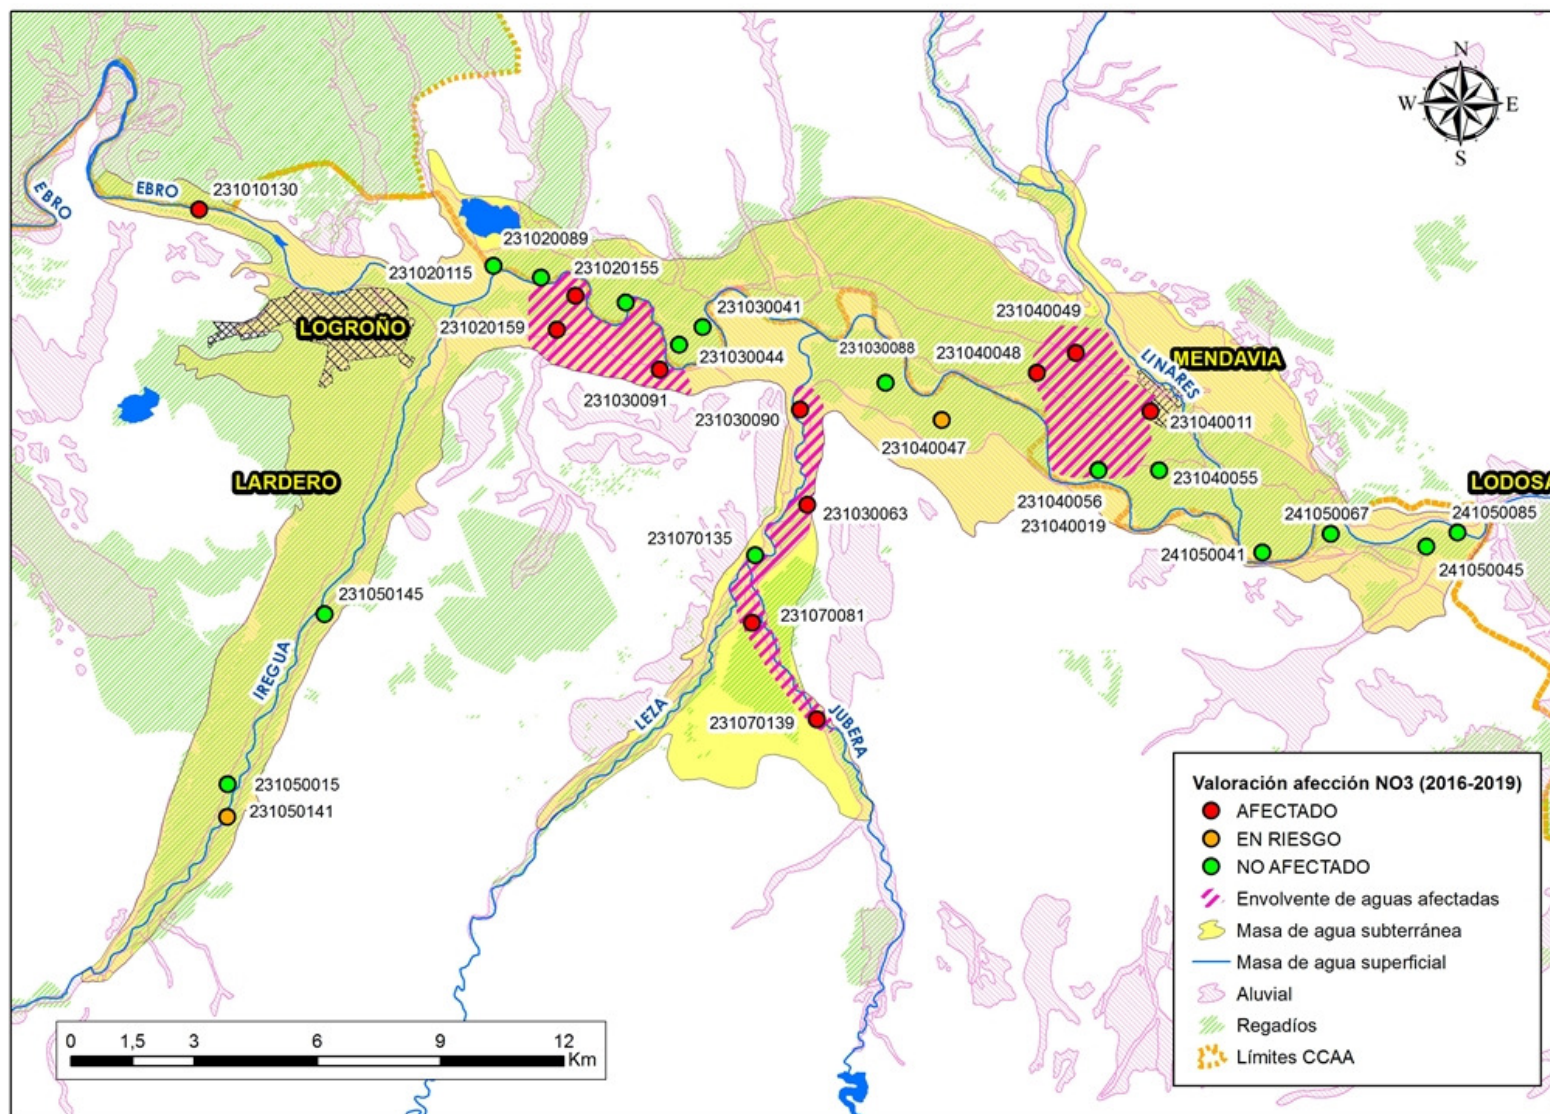 N
W
E
S
EBRO
EBRO
231010130
231020089
231020115
231020155
231030041
LOGROÑO
231020159
231040049
231030044
231030088
231040048
MENDAVIA
LINARES
231030091
231030090
231040011
231040047
LARDERO
231040055
LODOSA
231040056
231030063
231040019
241050067
241050085
231070135
241050041
241050045
231050145
231070081
IREGUA
LEZA
231070139
JUBERA
231050015
231050141
Valoración afección NO3 (2016-2019)
AFECTADO
EN RIESGO
NO AFECTADO
Envolvente de aguas afectadas
Masa de agua subterránea
Masa de agua superficial
Aluvial
Regadíos
Límites CCAA
0 1,5 3 6 9 12
Km